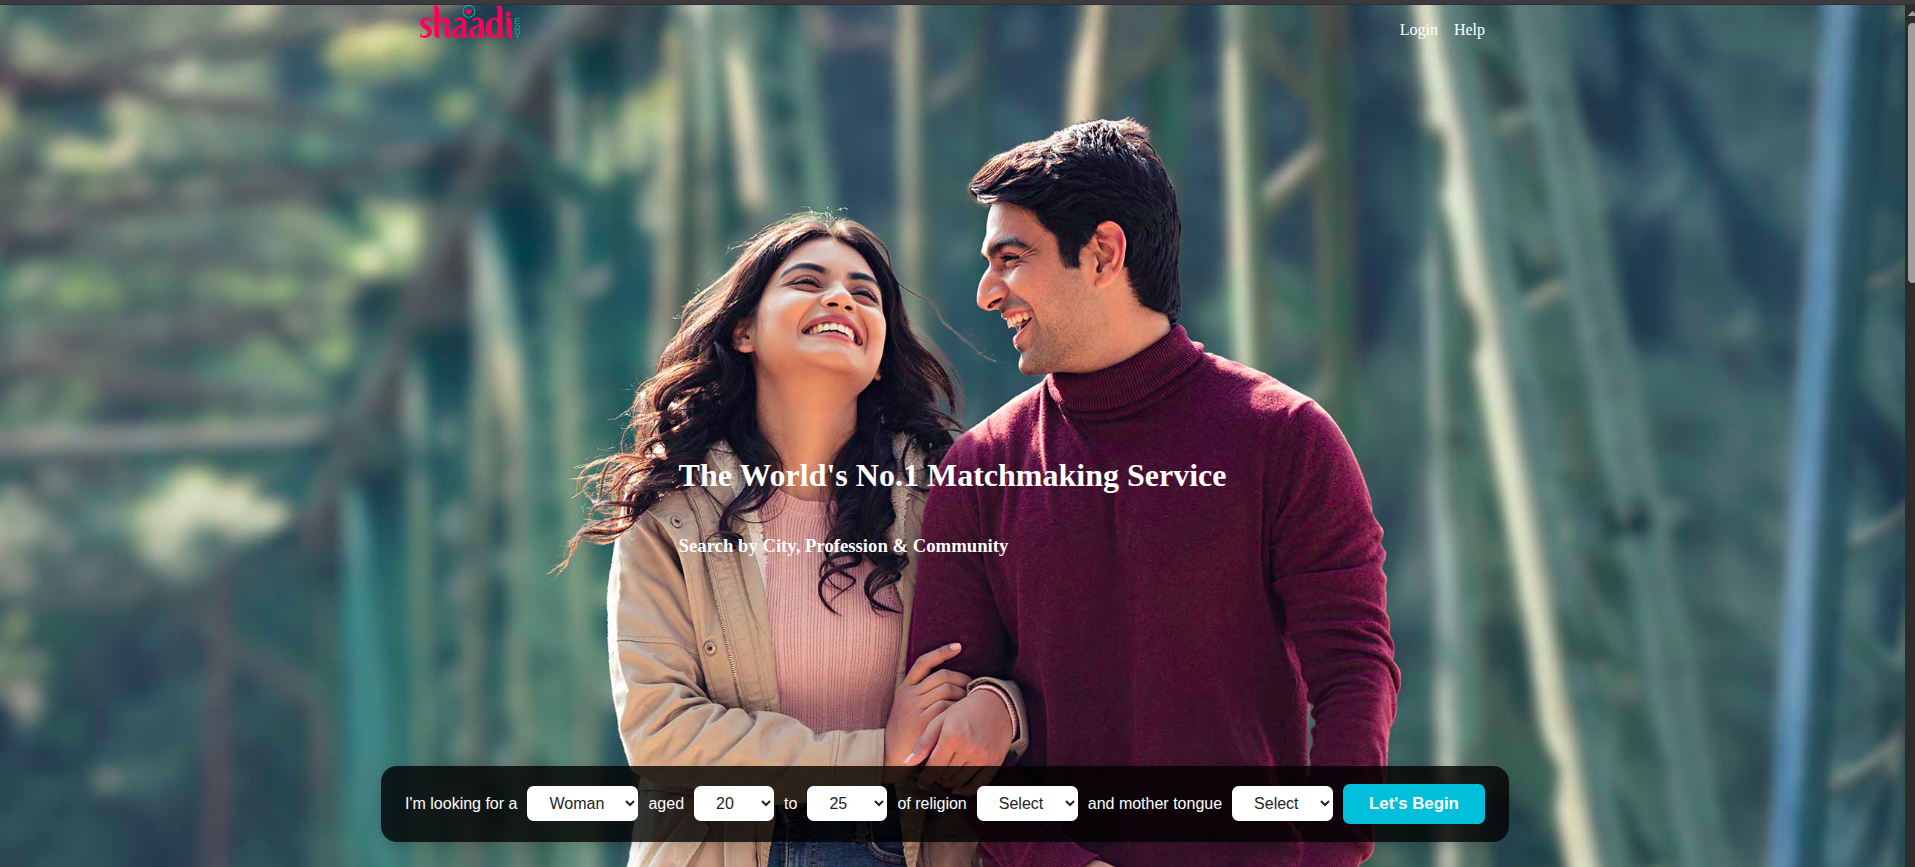 shaadi.com
Login Help
The World's No.1 Matchmaking Service
Search by City, Profession & Community
I'm looking for a Woman aged 20 to 25 of religion Select and mother tongue Select Let's Begin